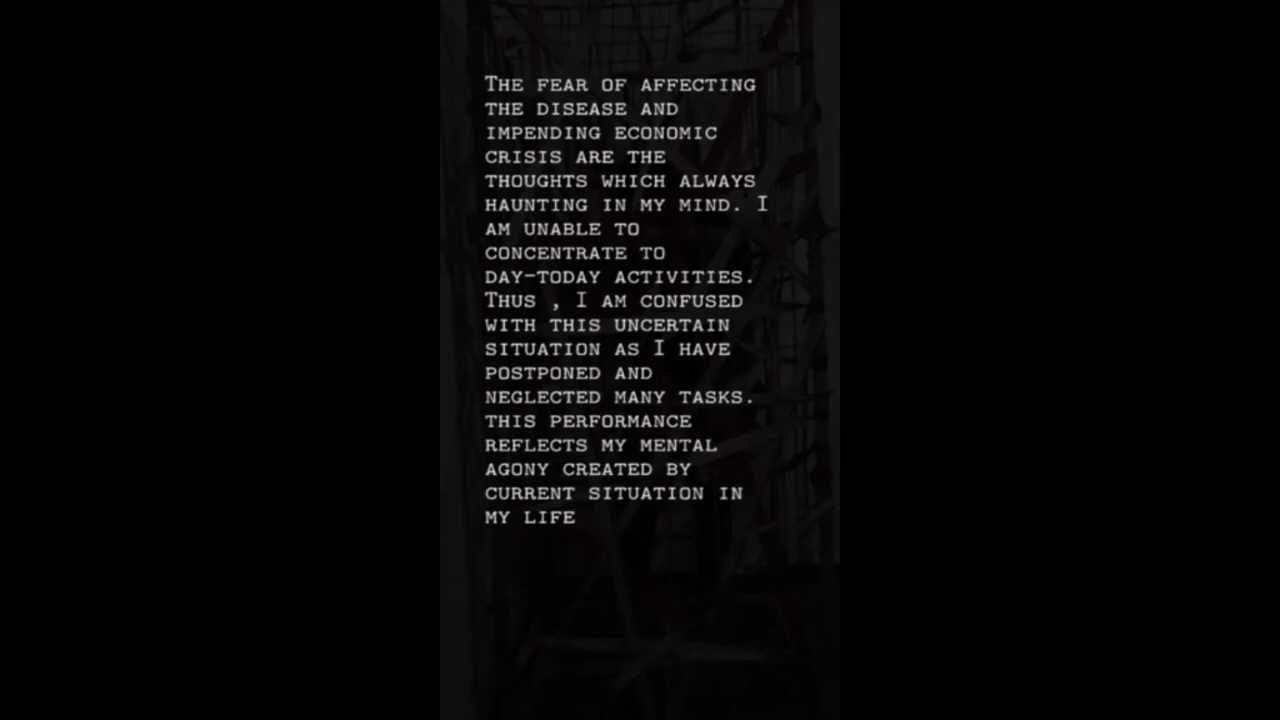 The fear of affecting
the disease and
impending economic
crisis are the
thoughts which always
haunting in my mind. I
am unable to
concentrate to
day-today activities.
Thus , I am confused
with this uncertain
situation as I have
postponed and
neglected many tasks.
this performance
reflects my mental
agony created by
current situation in
my life